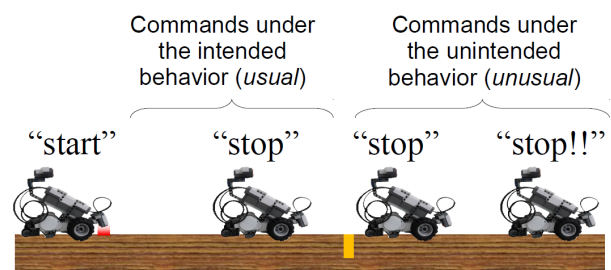 Commands under
the intended
behavior (usual)
Commands under
the unintended
behavior (unusual)
“start”
“stop”
“stop”
“stop!!”